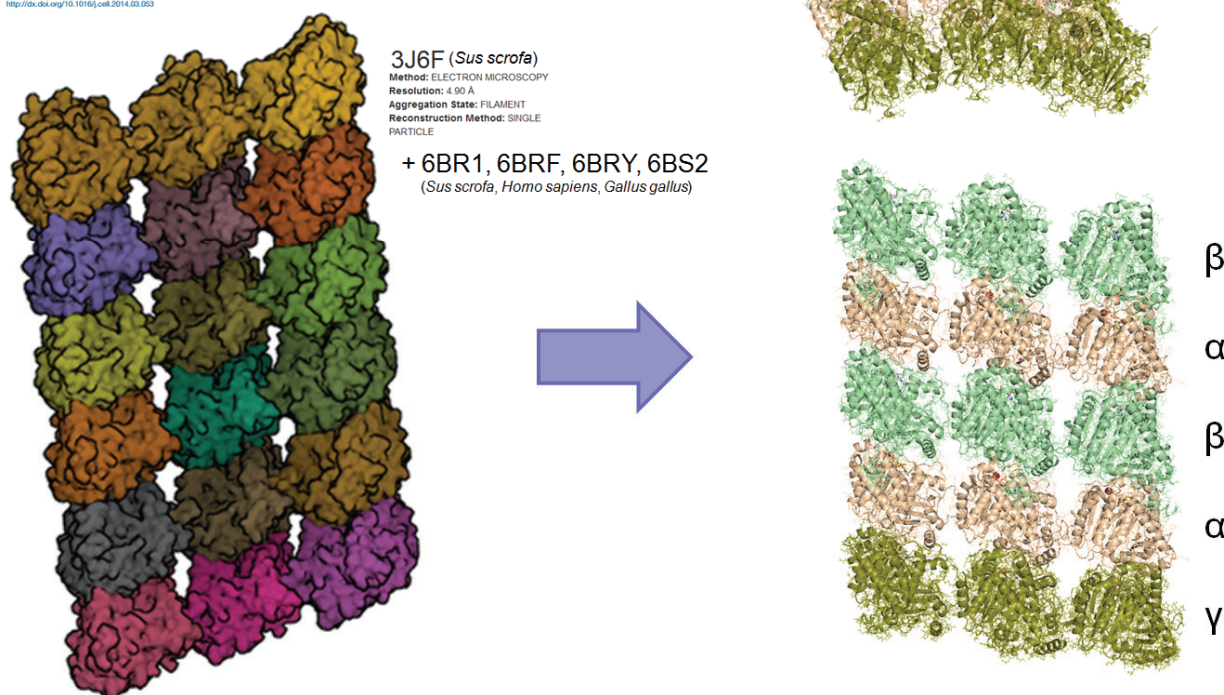 http://dx.doi.org/10.1016/j.cell.2014.03.053
3J6F (Sus scrofa)
Method: ELECTRON MICROSCOPY
Resolution: 4.90 Å
Aggregation State: FILAMENT
Reconstruction Method: SINGLE
PARTICLE
+ 6BR1, 6BRF, 6BRY, 6BS2
(Sus scrofa, Homo sapiens, Gallus gallus)
β
α
β
α
γ